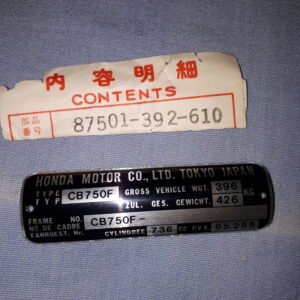 内容明細
CONTENTS
部品番号 87501-392-610
HONDA MOTOR CO., LTD. TOKYO JAPAN
TYPE
TYP CB750F
GROSS VEHICLE WGT. 396
ZUL. GES. GEWICHT. 426 KG
FRAME NO.
NO DE CADRE
FAHRGEST. Nr. CB750F-
CYLINDREE 736 cc P.V.A. 65 255